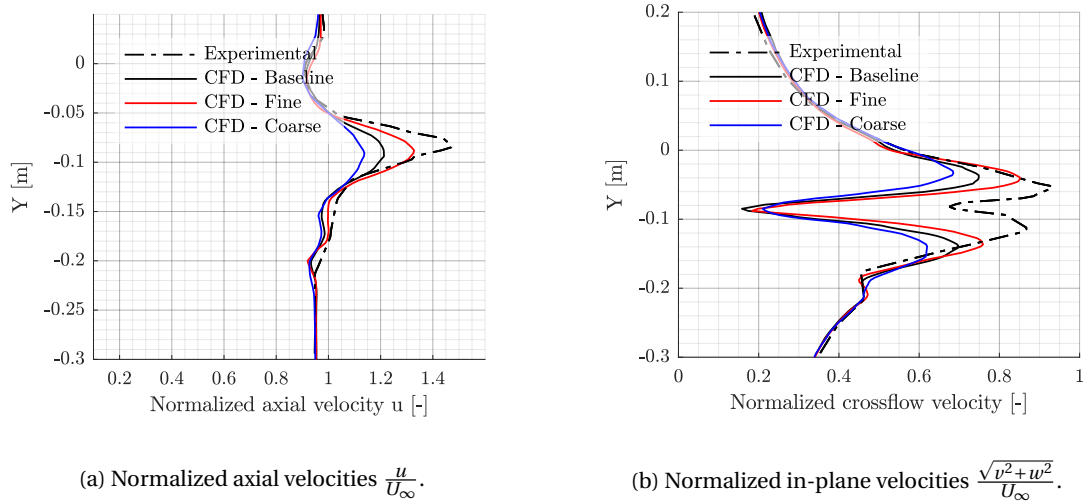 0
-0.05
-0.1
-0.15
-0.2
-0.25
-0.3
Y [m]
Experimental
CFD - Baseline
CFD - Fine
CFD - Coarse
0.2 0.4 0.6 0.8 1 1.2 1.4
Normalized axial velocity u [-]
(a) Normalized axial velocities u/U∞.
0.2
0.1
0
-0.1
-0.2
-0.3
Y [m]
Experimental
CFD - Baseline
CFD - Fine
CFD - Coarse
0 0.2 0.4 0.6 0.8 1
Normalized crossflow velocity [-]
(b) Normalized in-plane velocities √(v²+w²)/U∞.